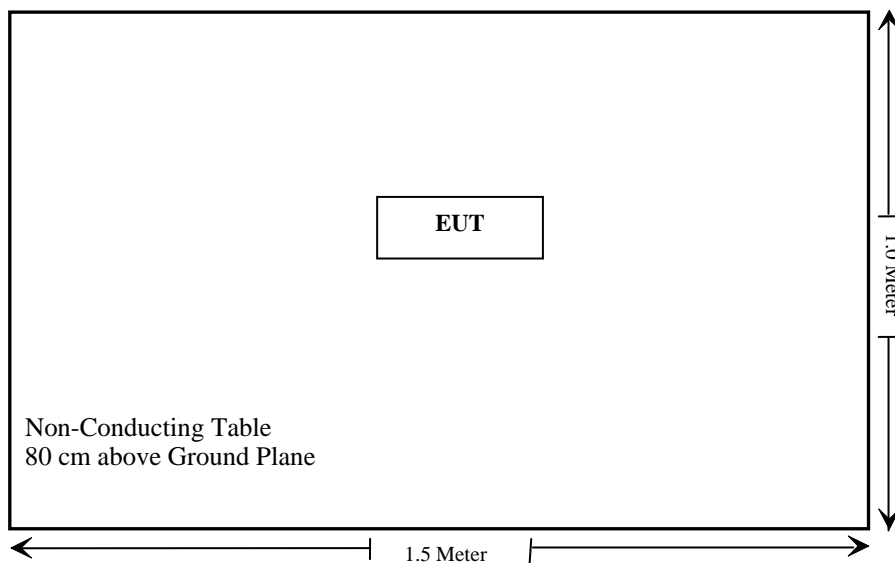 EUT
1.0 Meter
Non-Conducting Table
80 cm above Ground Plane
1.5 Meter